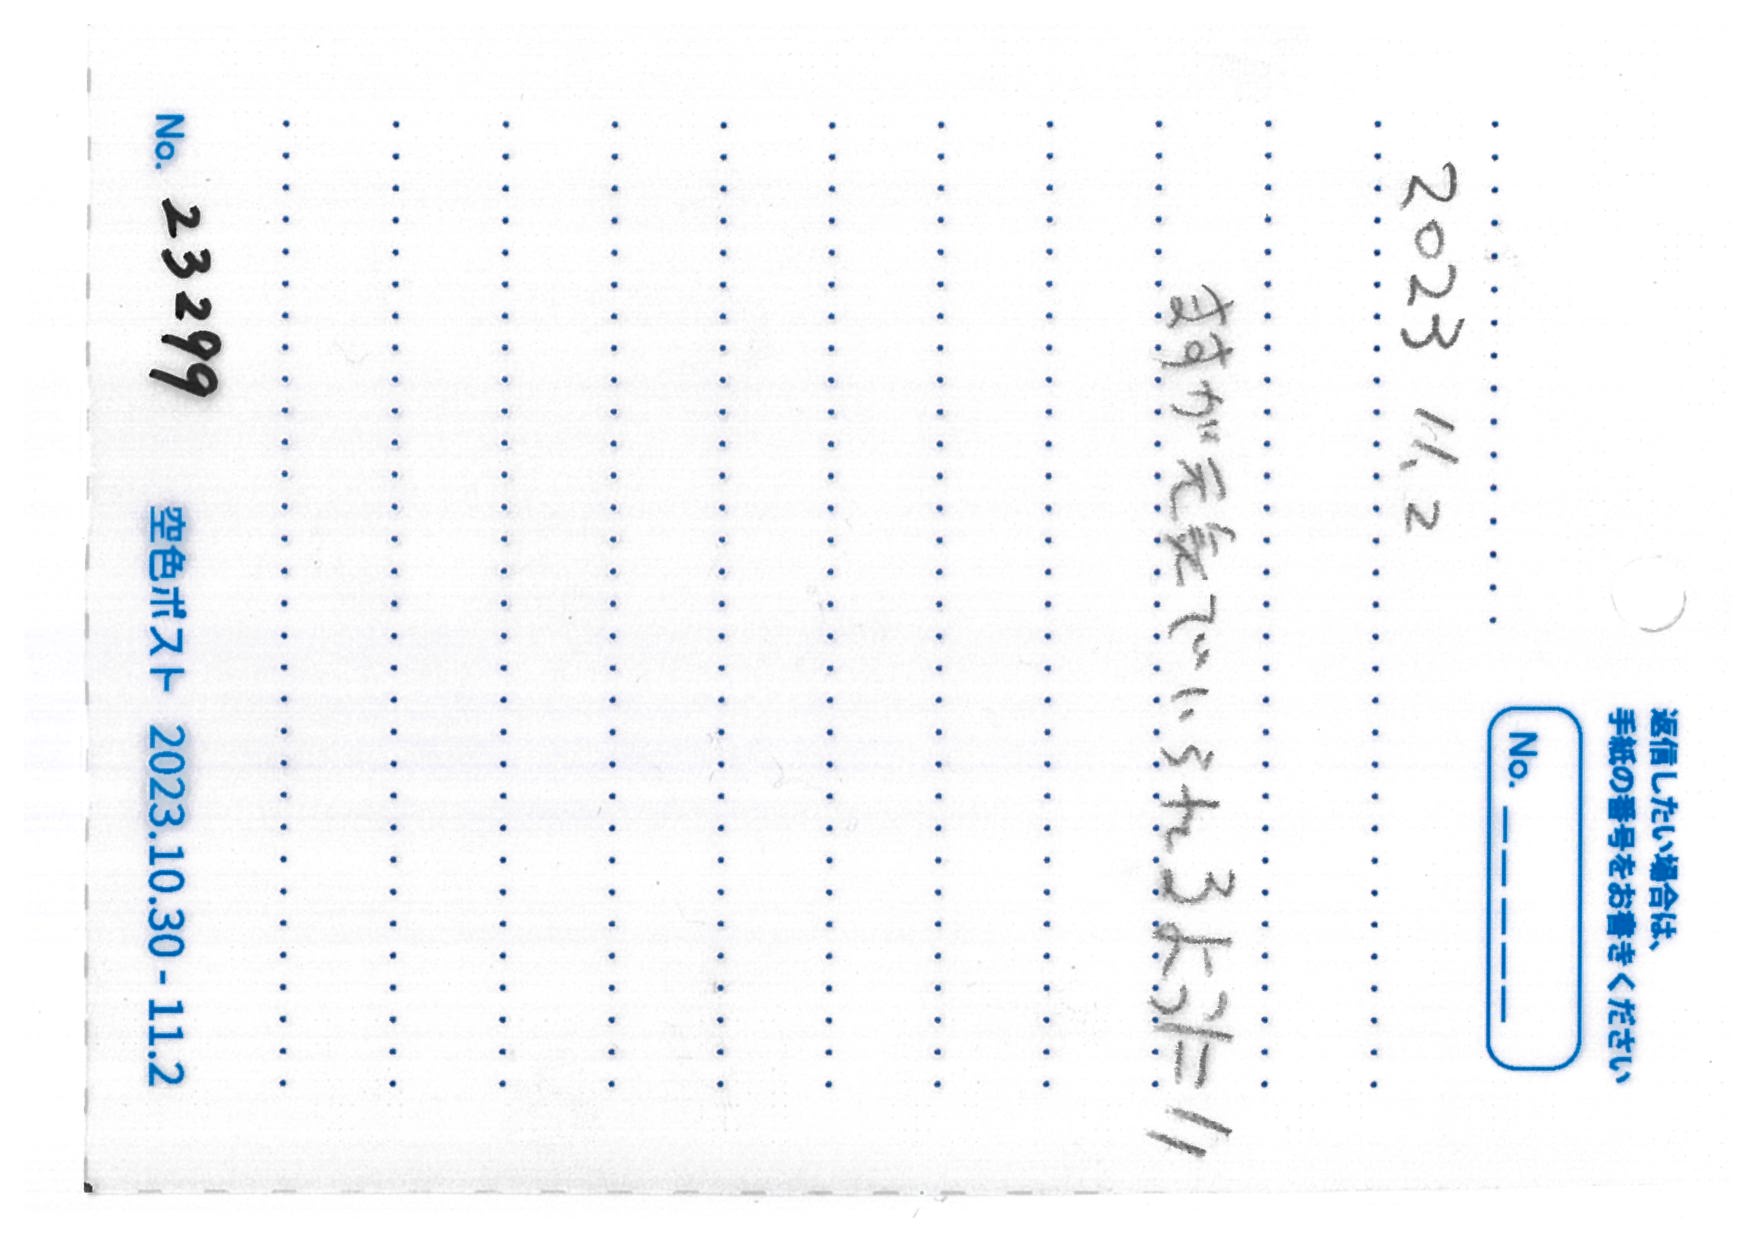 返信したい場合は、
手紙の番号をお書きください
No. _ _ _ _ _
2023 11.2
ますが元気でいられるように!!
No. 23299
空色ポスト 2023.10.30 - 11.2